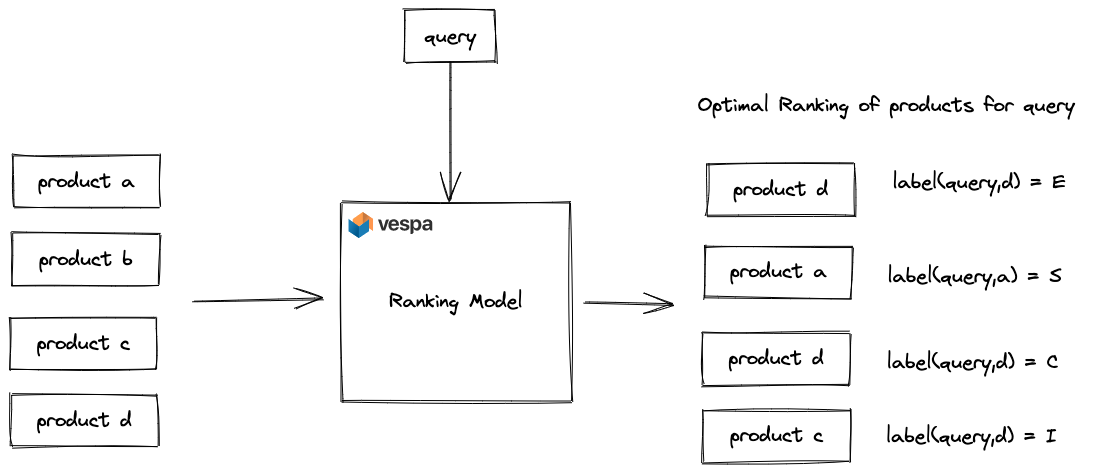 query
Optimal Ranking of products for query
product a
product b
product c
product d
vespa
Ranking Model
product d
label(query,d) = E
product a
label(query,a) = S
product d
label(query,d) = C
product c
label(query,d) = I